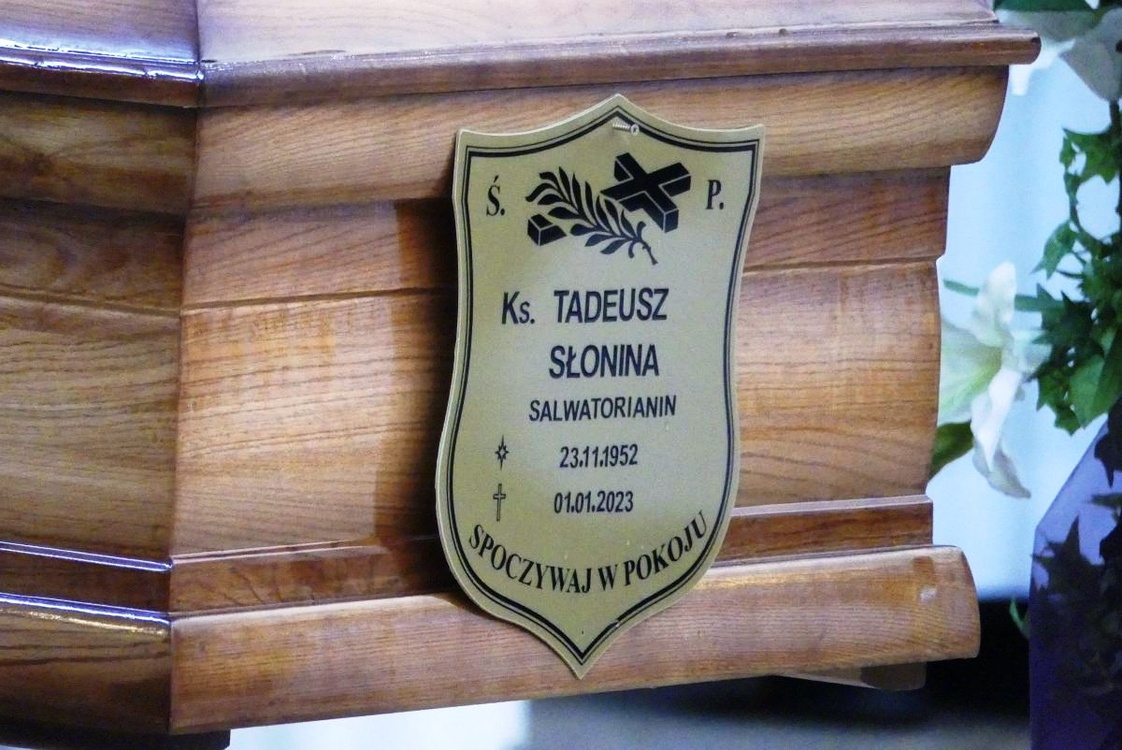 Ś. P.
Ks. TADEUSZ
SŁONINA
SALWATORIANIN
23.11.1952
01.01.2023
SPOCZYWAJ W POKOJU